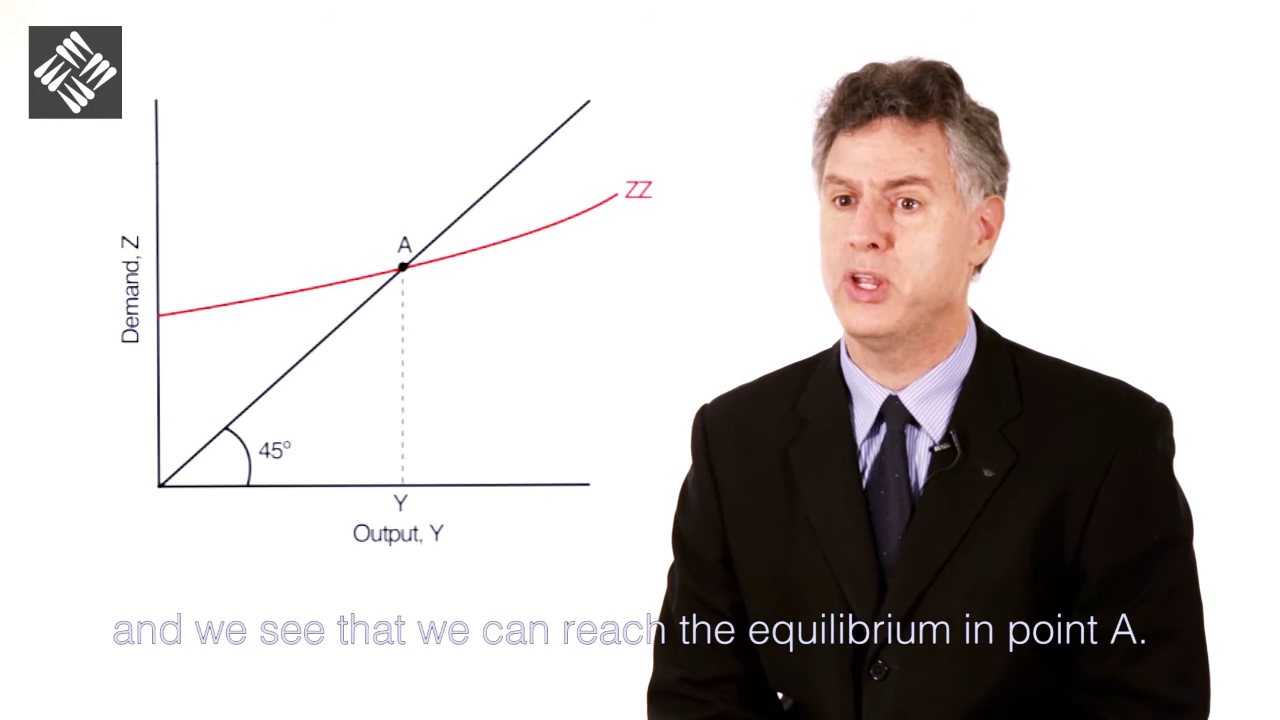 ZZ
A
Demand, Z
45°
Y
Output, Y
and we see that we can reach the equilibrium in point A.